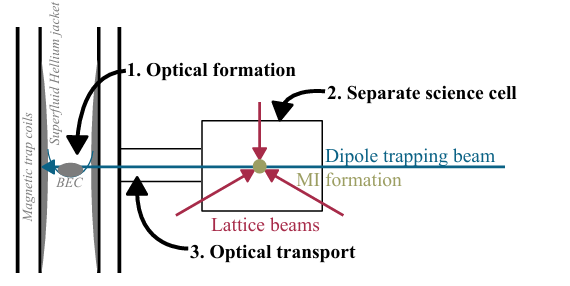 Superfluid Hellium jacket
1. Optical formation
2. Separate science cell
Magnetic trap coils
Dipole trapping beam
BEC
MI formation
Lattice beams
3. Optical transport